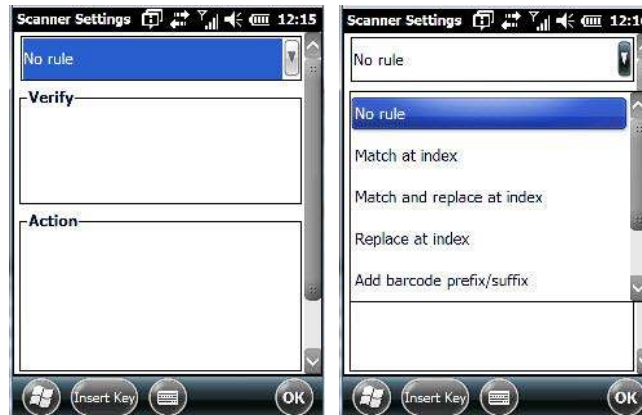 Scanner Settings 12:15
No rule
Verify
Action
Insert Key
OK
Scanner Settings
No rule
No rule
Match at index
Match and replace at index
Replace at index
Add barcode prefix/suffix
Insert Key
OK